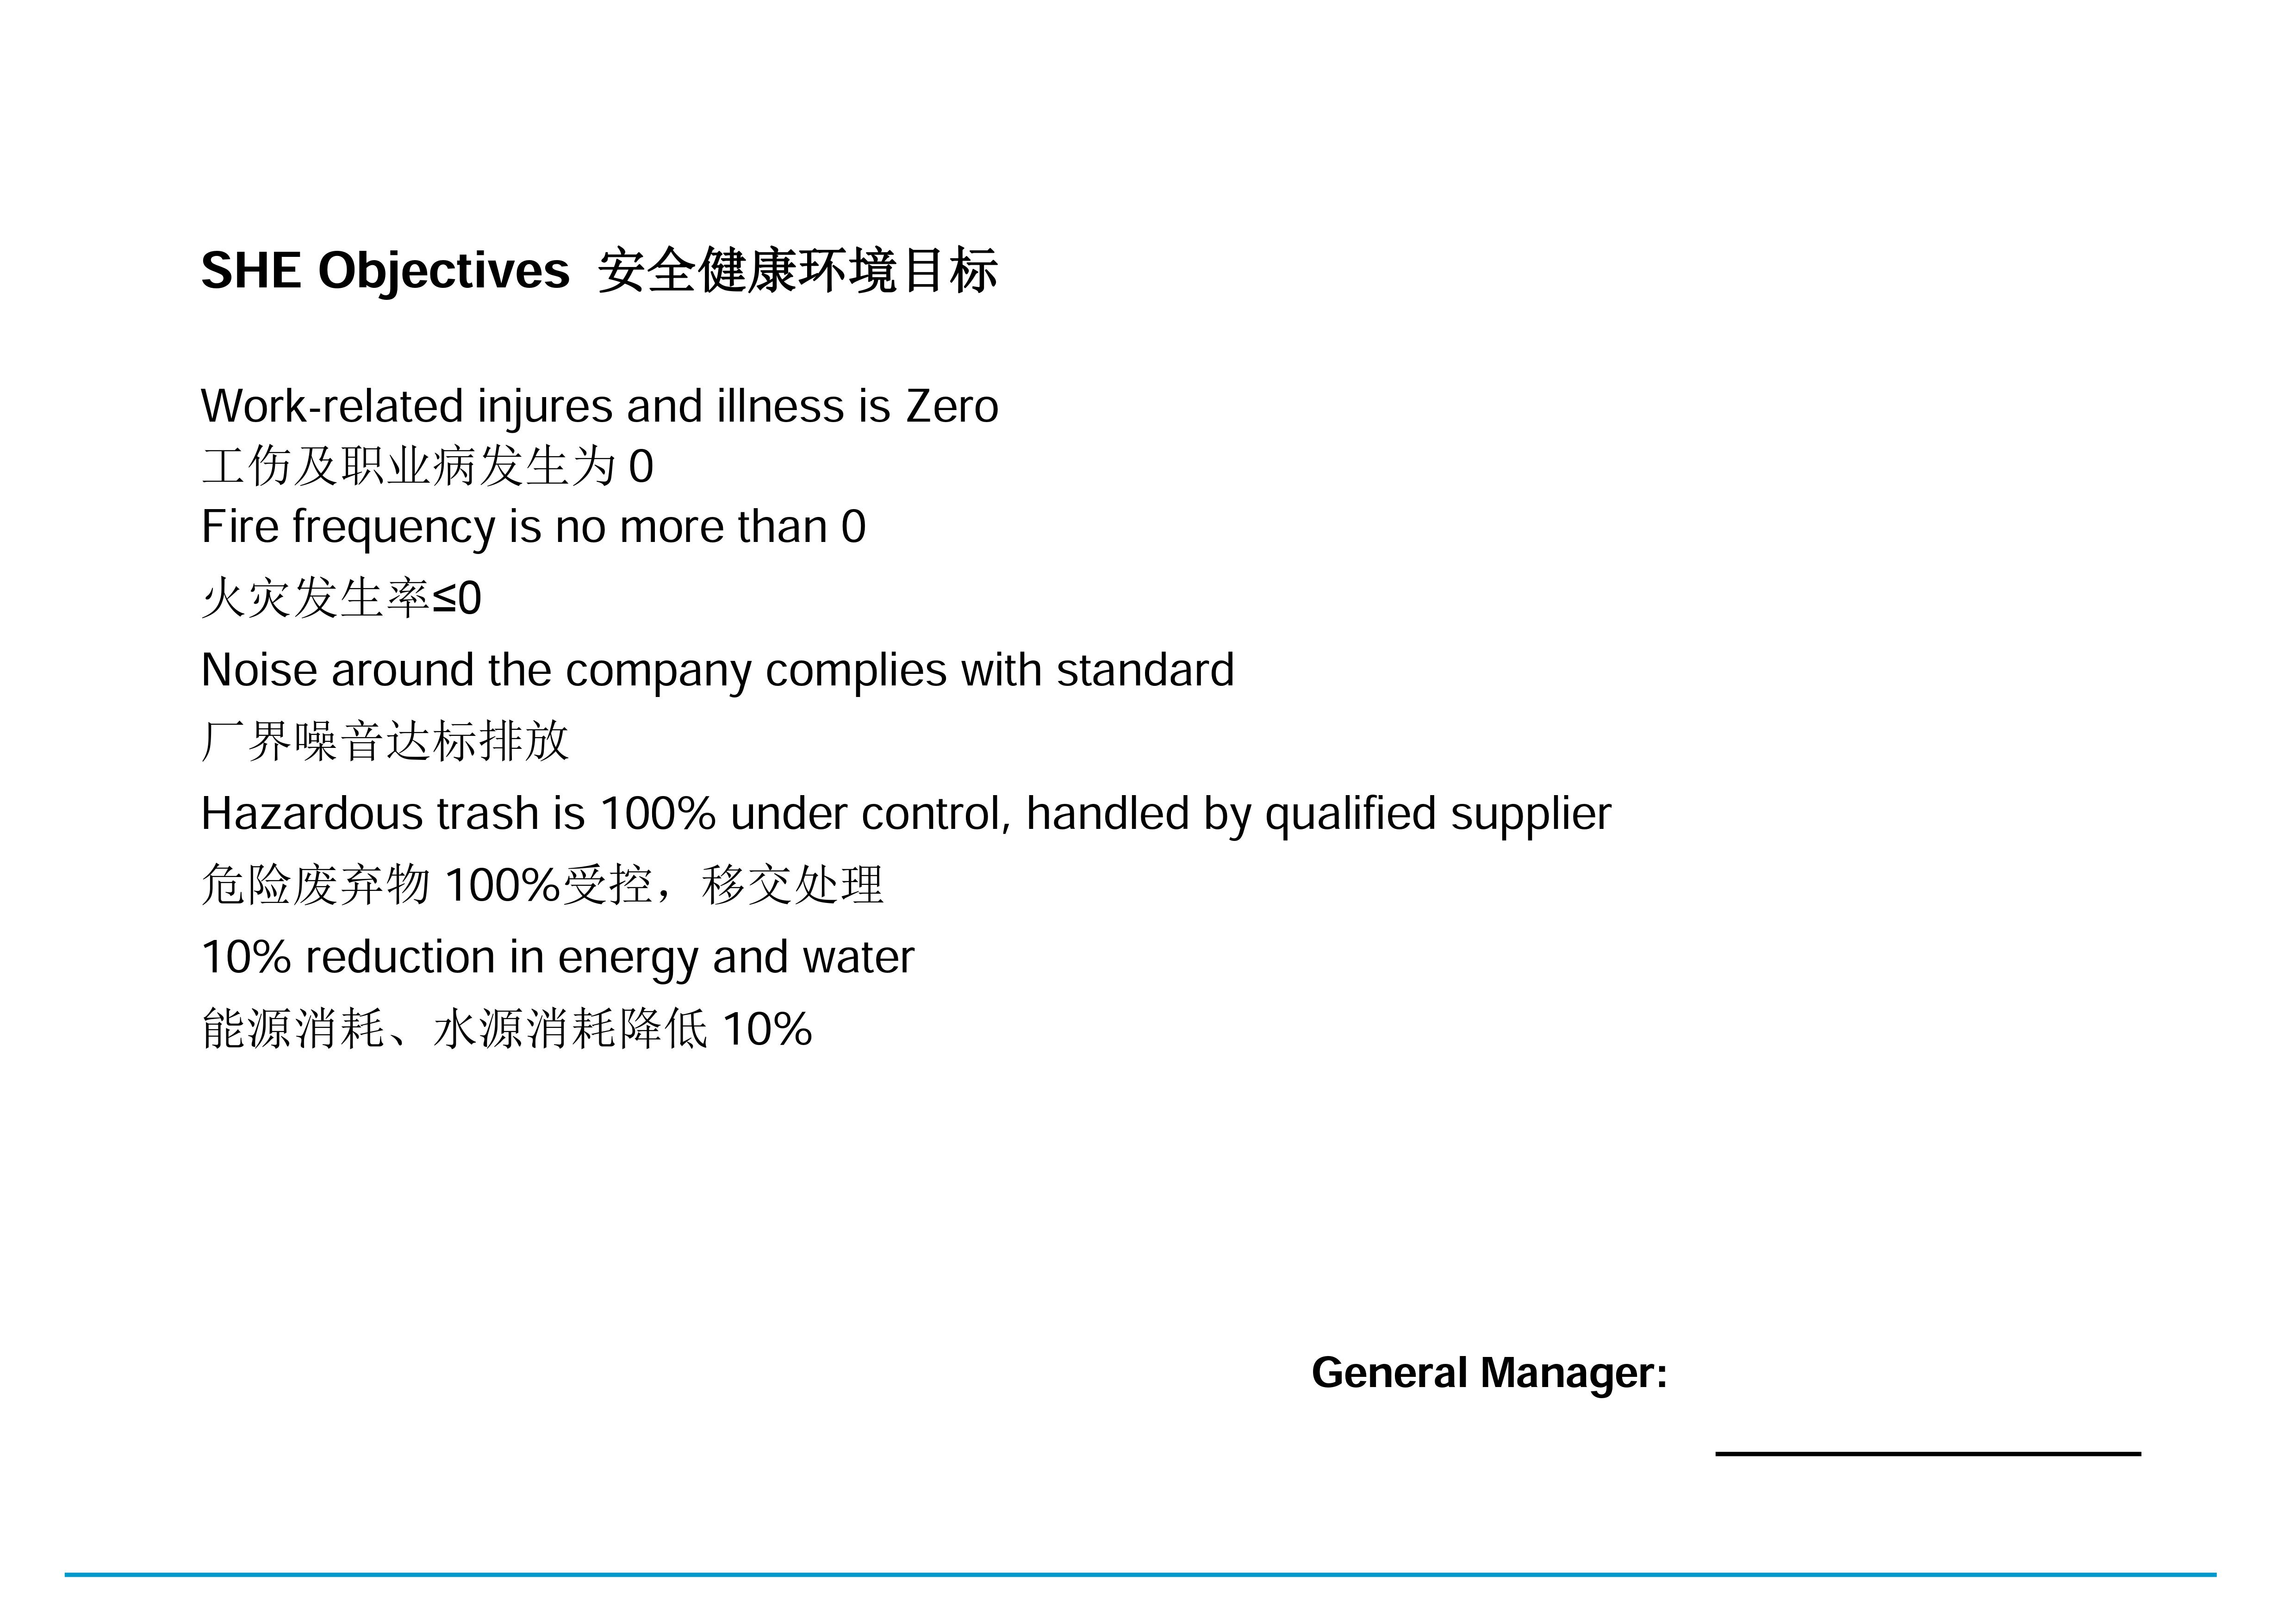 SHE Objectives 安全健康环境目标
Work-related injures and illness is Zero
工伤及职业病发生为 0
Fire frequency is no more than 0
火灾发生率≤0
Noise around the company complies with standard
厂界噪音达标排放
Hazardous trash is 100% under control, handled by qualified supplier
危险废弃物 100%受控，移交处理
10% reduction in energy and water
能源消耗、水源消耗降低 10%
General Manager: